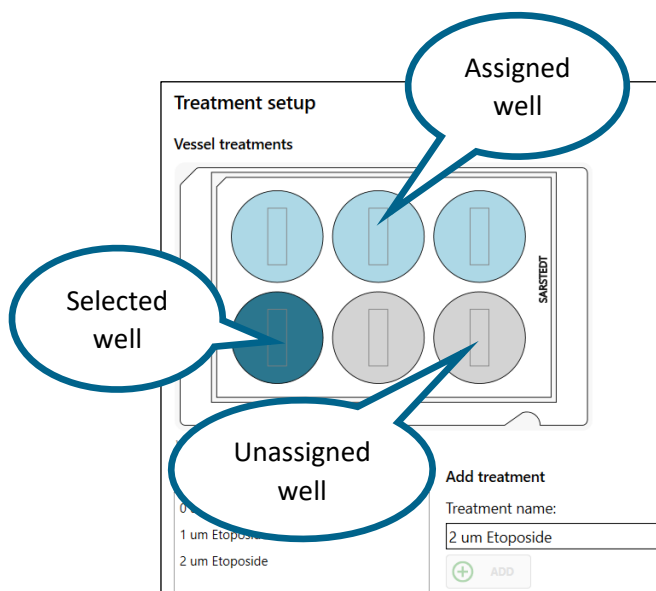 Assigned
well
Treatment setup
Vessel treatments
SARSTEDT
Selected
well
Unassigned
well
Add treatment
Treatment name:
0
1 um Etoposide
2 um Etoposide
2 um Etoposide
ADD